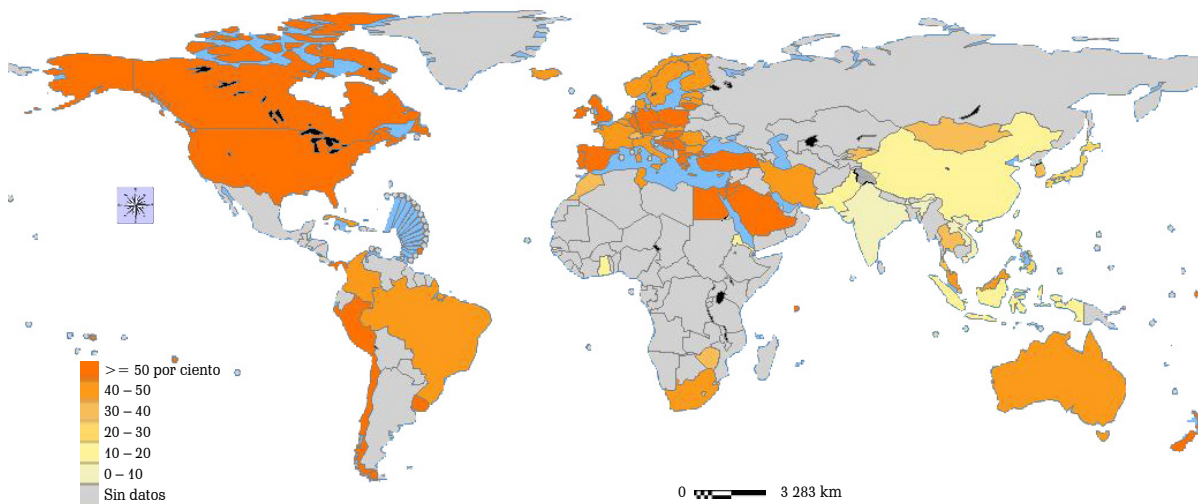 >= 50 por ciento
40 – 50
30 – 40
20 – 30
10 – 20
0 – 10
Sin datos
0 3 283 km